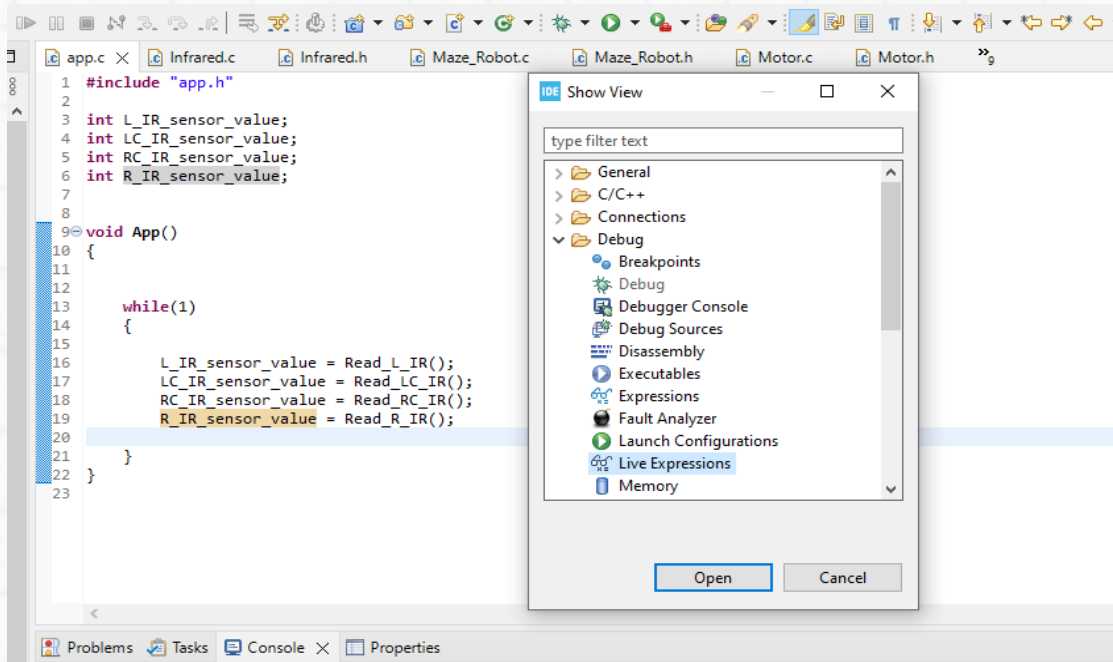 app.c
Infrared.c
Infrared.h
Maze_Robot.c
Maze_Robot.h
Motor.c
Motor.h
»9
1 #include "app.h"
2
3 int L_IR_sensor_value;
4 int LC_IR_sensor_value;
5 int RC_IR_sensor_value;
6 int R_IR_sensor_value;
7
8
9 void App()
10 {
11
12
13 while(1)
14 {
15
16 L_IR_sensor_value = Read_L_IR();
17 LC_IR_sensor_value = Read_LC_IR();
18 RC_IR_sensor_value = Read_RC_IR();
19 R_IR_sensor_value = Read_R_IR();
20
21 }
22 }
23
IDE Show View
type filter text
General
C/C++
Connections
Debug
Breakpoints
Debug
Debugger Console
Debug Sources
Disassembly
Executables
Expressions
Fault Analyzer
Launch Configurations
Live Expressions
Memory
Open Cancel
Problems Tasks Console Properties